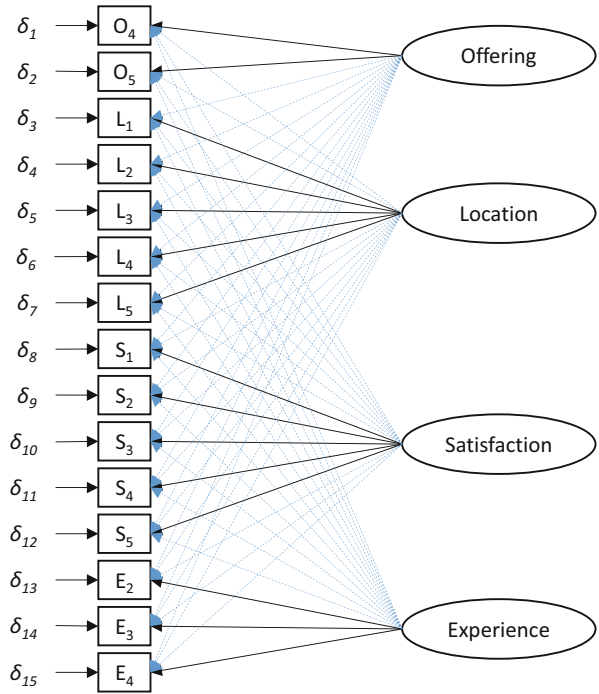 δ1 O4
Offering
δ2 O5
δ3 L1
δ4 L2
δ5 L3
Location
δ6 L4
δ7 L5
δ8 S1
δ9 S2
δ10 S3
Satisfaction
δ11 S4
δ12 S5
δ13 E2
δ14 E3
Experience
δ15 E4